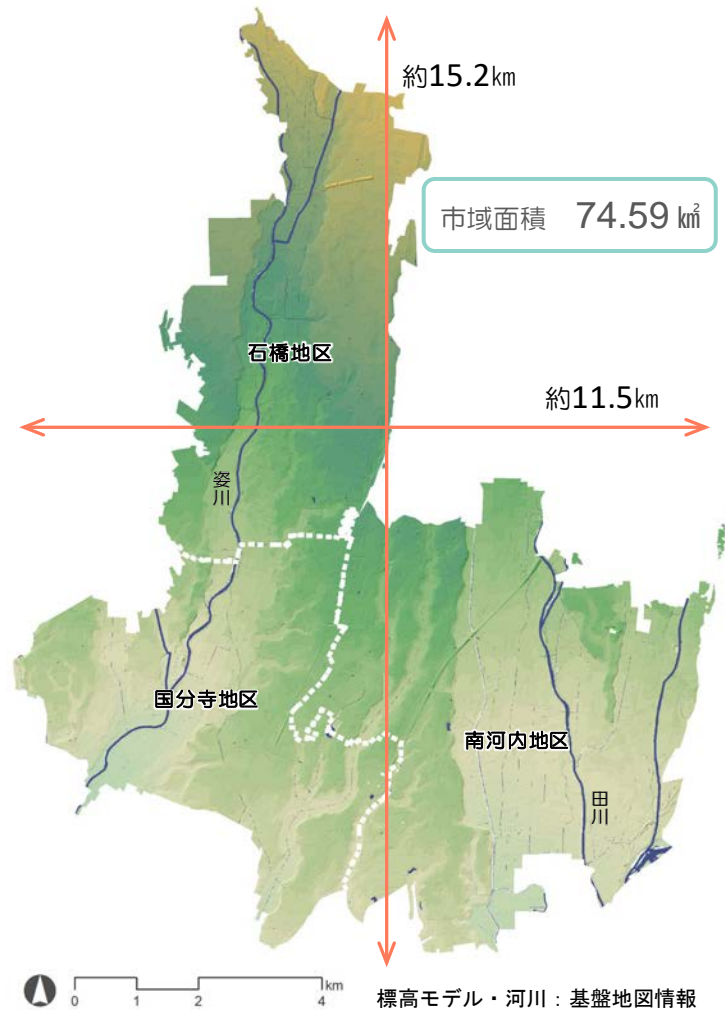 約15.2㎞
市域面積 74.59 ㎢
石橋地区
約11.5㎞
姿川
国分寺地区
南河内地区
田川
km
0 1 2 4
標高モデル・河川：基盤地図情報